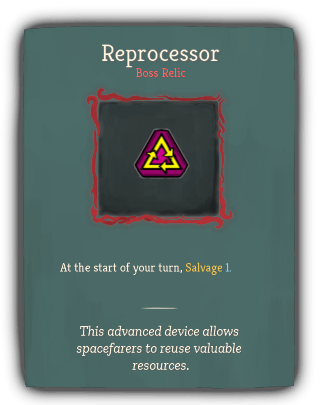 Reprocessor
Boss Relic
At the start of your turn, Salvage 1.
This advanced device allows
spacefarers to reuse valuable
resources.